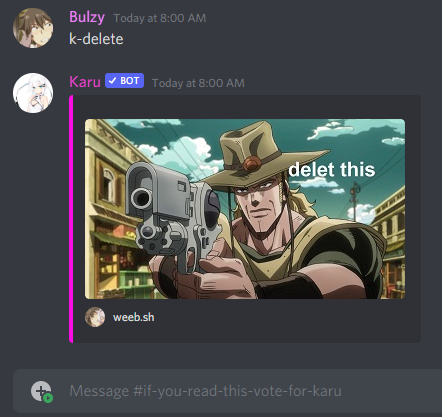 Bulzy Today at 8:00 AM
k-delete
Karu ✓ BOT Today at 8:00 AM
delet this
weeb.sh
Message #if-you-read-this-vote-for-karu